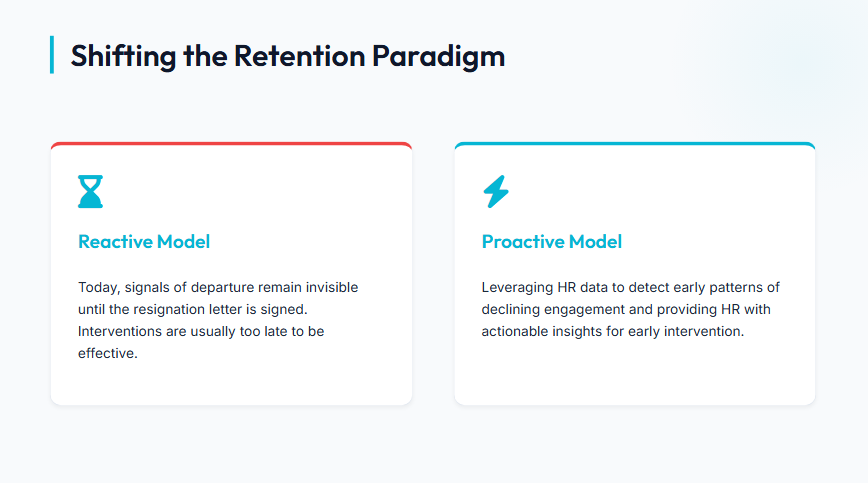 Shifting the Retention Paradigm
Reactive Model
Today, signals of departure remain invisible
until the resignation letter is signed.
Interventions are usually too late to be
effective.
Proactive Model
Leveraging HR data to detect early patterns of
declining engagement and providing HR with
actionable insights for early intervention.